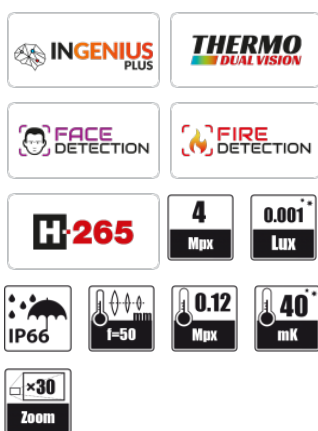 INGENIUS
PLUS
THERMO
DUAL VISION
FACE
DETECTION
FIRE
DETECTION
H·265
4
Mpx
0.001**
Lux
IP66
mm
f=50
0.12
Mpx
40**
mK
×30
Zoom